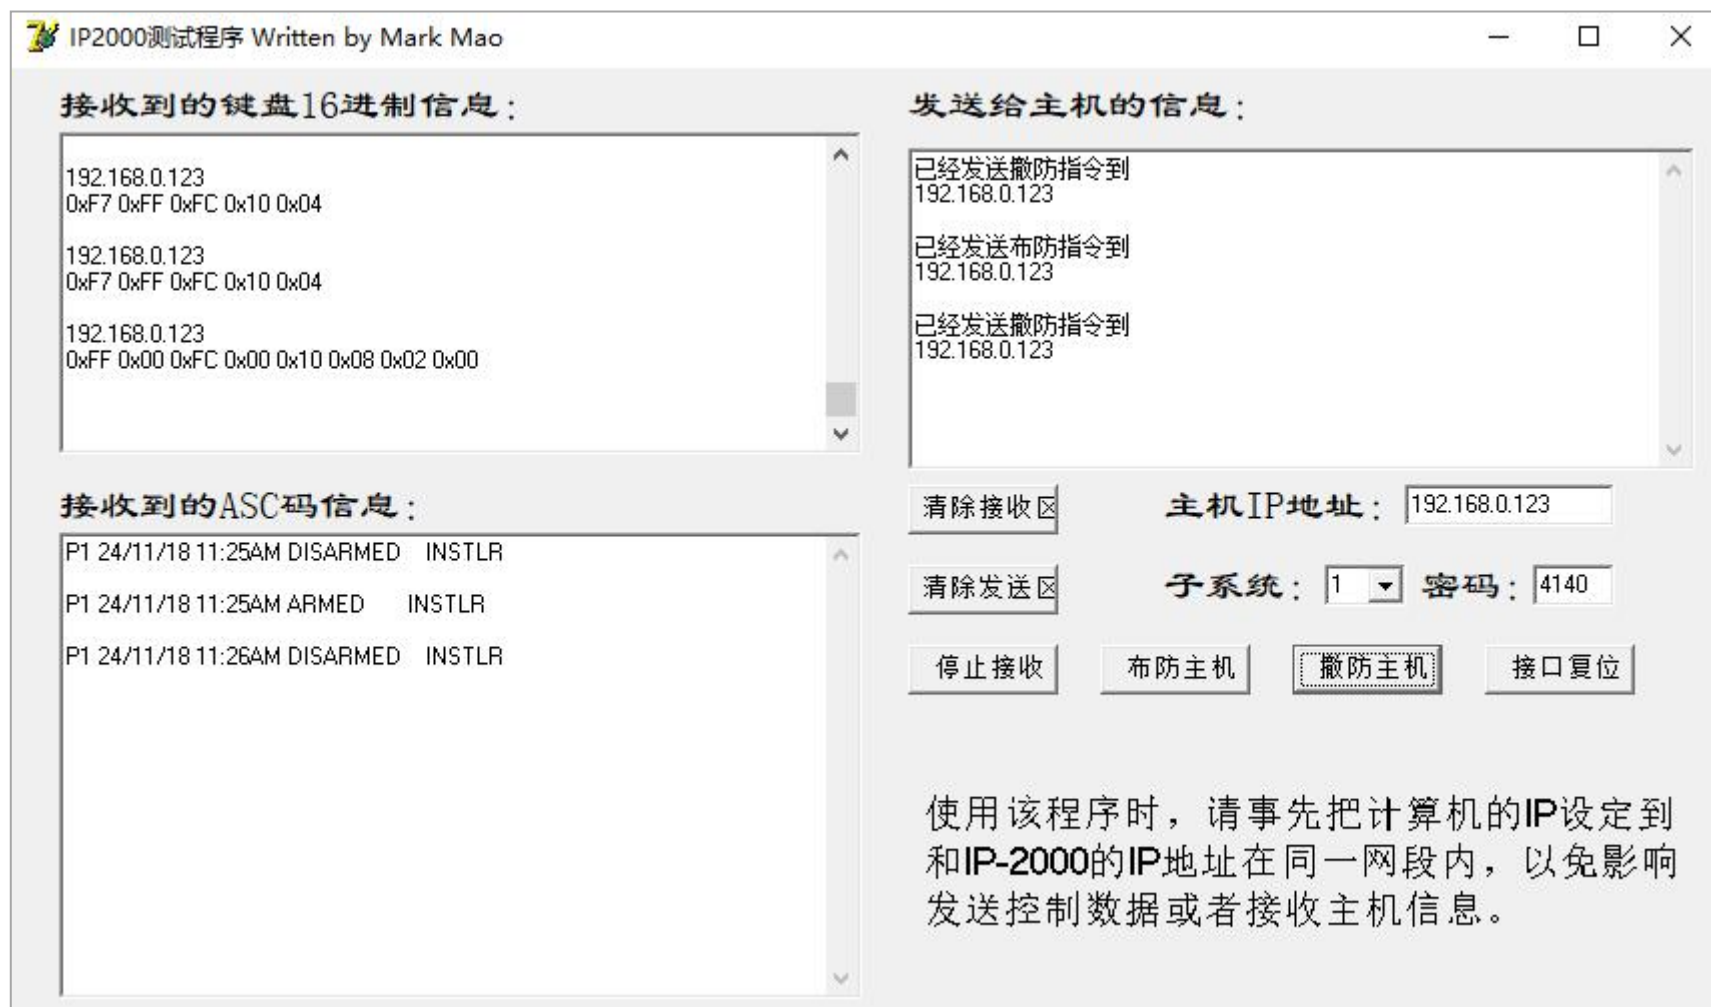 IP2000测试程序 Written by Mark Mao
接收到的键盘16进制信息:
192.168.0.123
0xF7 0xFF 0xFC 0x10 0x04
192.168.0.123
0xF7 0xFF 0xFC 0x10 0x04
192.168.0.123
0xFF 0x00 0xFC 0x00 0x10 0x08 0x02 0x00
接收到的ASC码信息:
P1 24/11/18 11:25AM DISARMED INSTLR
P1 24/11/18 11:25AM ARMED INSTLR
P1 24/11/18 11:26AM DISARMED INSTLR
发送给主机的信息:
已经发送撤防指令到
192.168.0.123
已经发送布防指令到
192.168.0.123
已经发送撤防指令到
192.168.0.123
清除接收区
主机IP地址: 192.168.0.123
清除发送区
子系统: 1 密码: 4140
停止接收 布防主机 撤防主机 接口复位
使用该程序时，请事先把计算机的IP设定到
和IP-2000的IP地址在同一网段内，以免影响
发送控制数据或者接收主机信息。